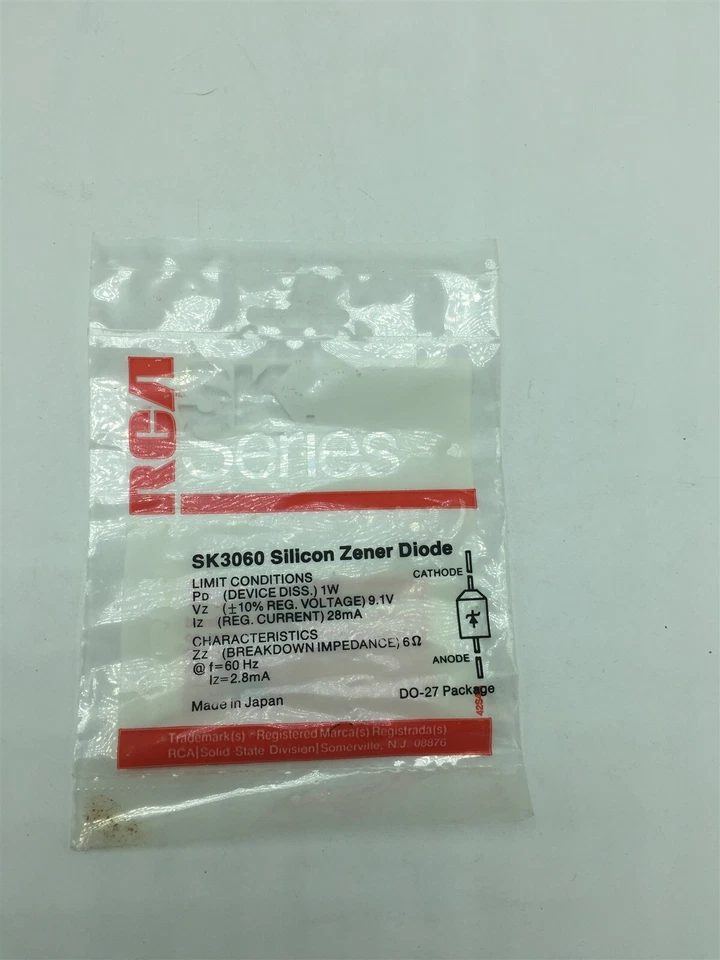 RCA
SK
Series
SK3060 Silicon Zener Diode
LIMIT CONDITIONS
PD (DEVICE DISS.) 1W
VZ (±10% REG. VOLTAGE) 9.1V
IZ (REG. CURRENT) 28mA
CHARACTERISTICS
ZZ (BREAKDOWN IMPEDANCE) 6Ω
@ f=60 Hz
IZ=2.8mA
Made in Japan
CATHODE
ANODE
DO-27 Package
Trademark(s) ® Registered Marca(s) Registrada(s)
RCA|Solid State Division|Somerville, N.J. 08876